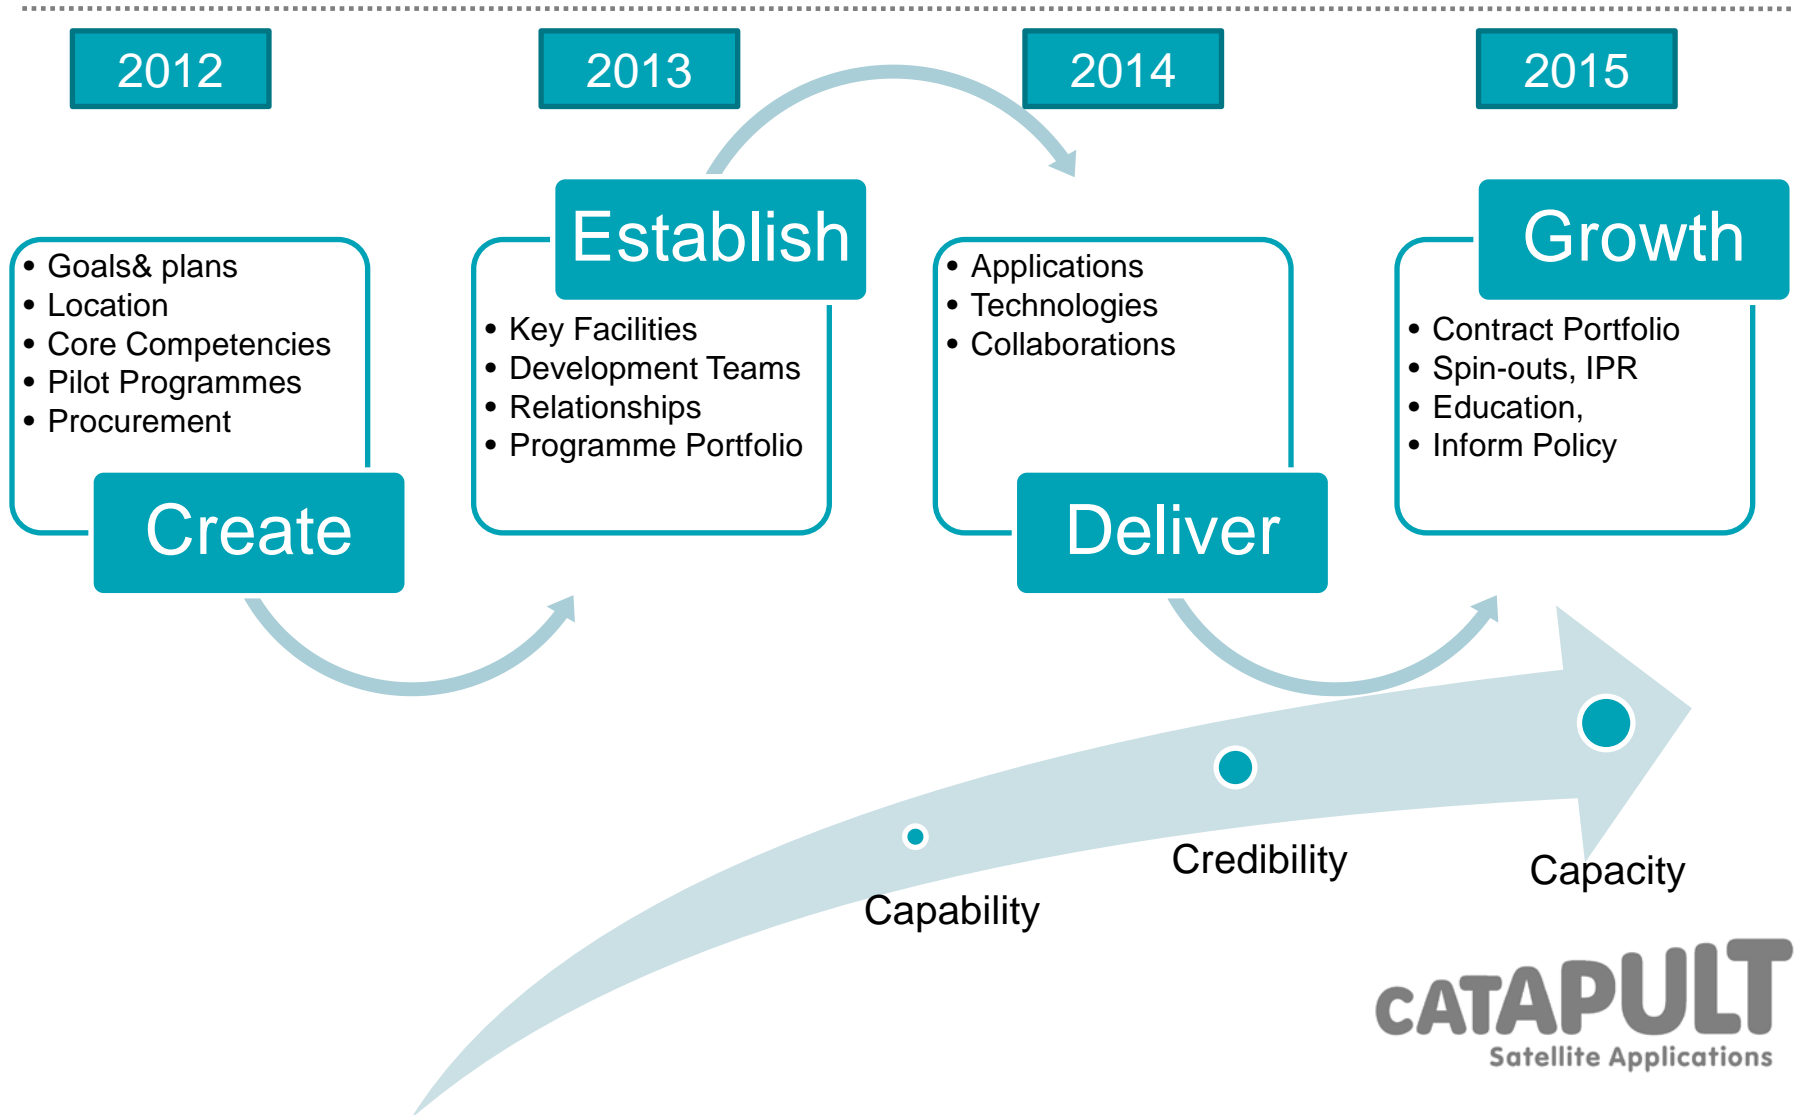 2012
2013
2014
2015
• Goals& plans
• Location
• Core Competencies
• Pilot Programmes
• Procurement
Create
Establish
• Key Facilities
• Development Teams
• Relationships
• Programme Portfolio
• Applications
• Technologies
• Collaborations
Deliver
Growth
• Contract Portfolio
• Spin-outs, IPR
• Education,
• Inform Policy
Capability
Credibility
Capacity
CATAPULT
Satellite Applications